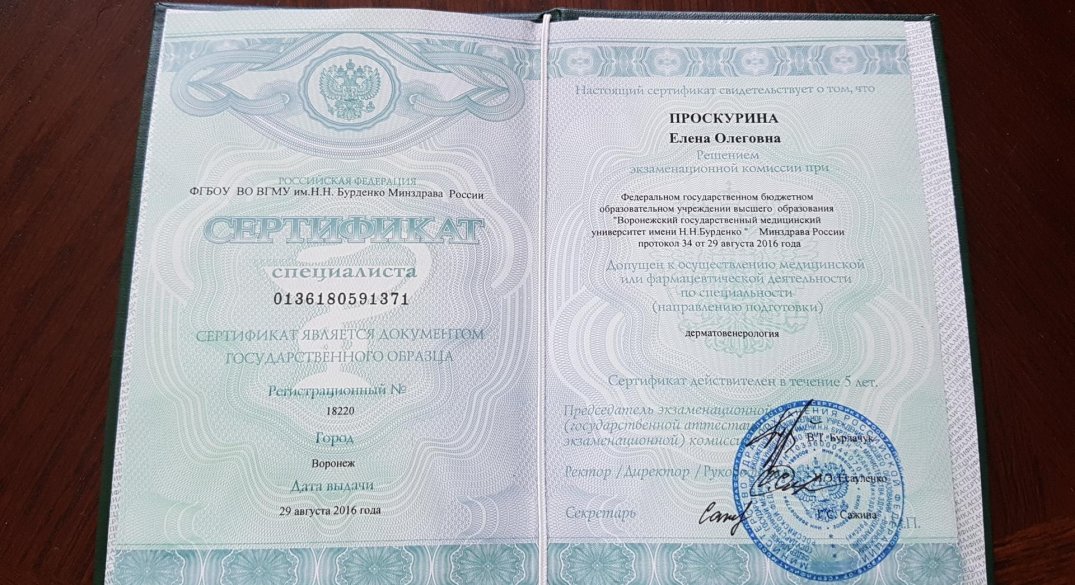 РОССИЙСКАЯ ФЕДЕРАЦИЯ
ФГБОУ ВО ВГМУ им.Н.Н. Бурденко Минздрава России
СЕРТИФИКАТ
специалиста
0136180591371
СЕРТИФИКАТ ЯВЛЯЕТСЯ ДОКУМЕНТОМ
ГОСУДАРСТВЕННОГО ОБРАЗЦА
Регистрационный №
18220
Город
Воронеж
Дата выдачи
29 августа 2016 года
Настоящий сертификат свидетельствует о том, что
ПРОСКУРИНА
Елена Олеговна
Решением
экзаменационной комиссии при
Федеральном государственном бюджетном
образовательном учреждении высшего образования
"Воронежский государственный медицинский
университет имени Н.Н.Бурденко " Минздрава России
протокол 34 от 29 августа 2016 года
Допущен к осуществлению медицинской
или фармацевтической деятельности
по специальности
(направлению подготовки)
дерматовенерология
Сертификат действителен в течение 5 лет.
Председатель экзаменационной
(государственной
экзаменационной) комиссии
В.Т. Бурлачук
Ректор /Директор /
И.Э. Есауленко
Секретарь
Г.С. Сажина
М.П.